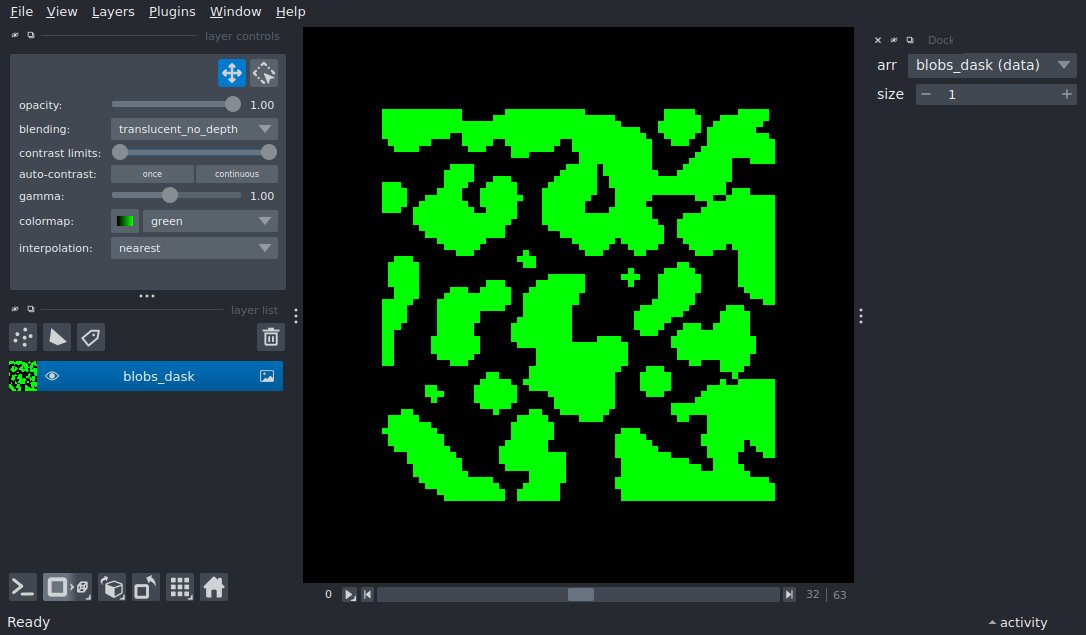 File View Layers Plugins Window Help
layer controls
opacity: 1.00
blending: translucent_no_depth
contrast limits:
auto-contrast: once continuous
gamma: 1.00
colormap: green
interpolation: nearest
layer list
blobs_dask
Dock
arr blobs_dask (data)
size 1
0 32 63
Ready
activity